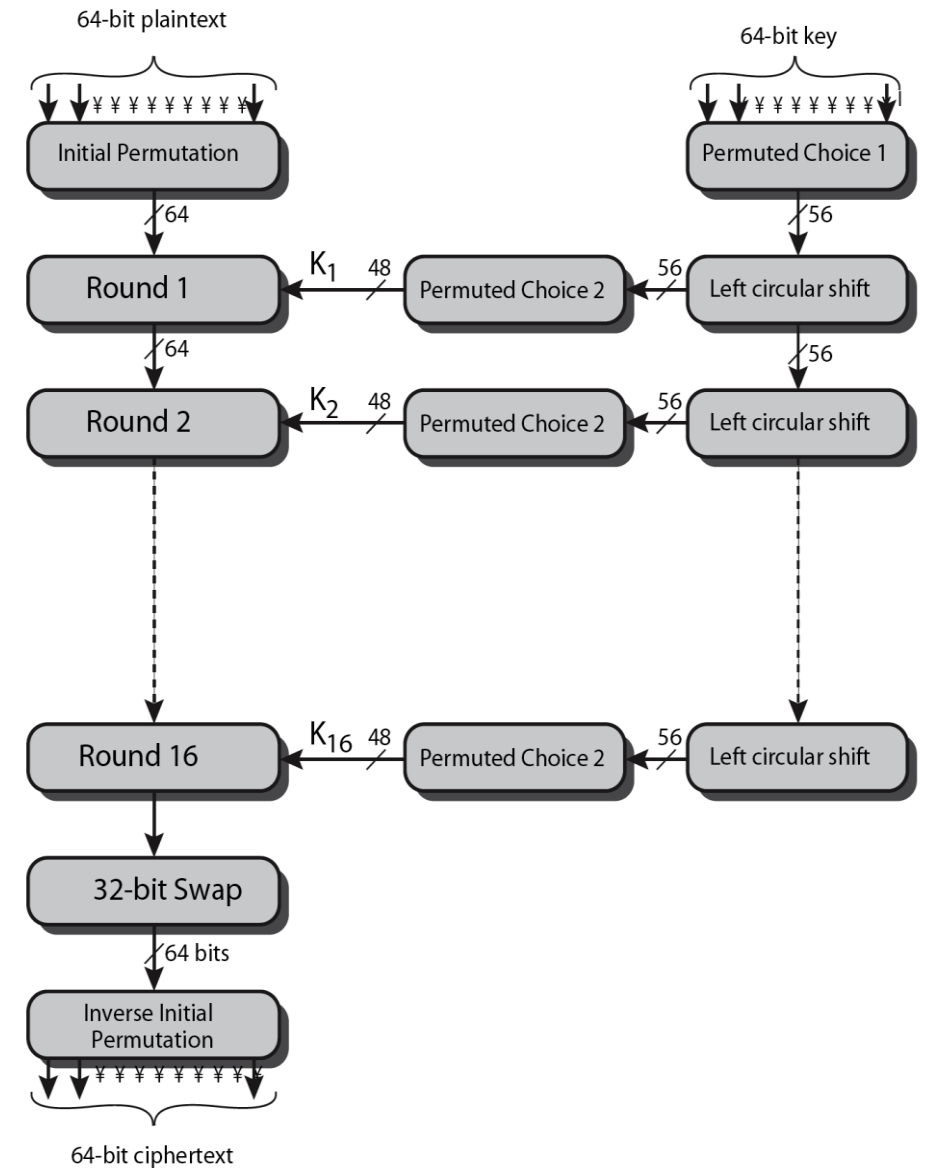 64-bit plaintext
64-bit key
¥ ¥ ¥ ¥ ¥ ¥ ¥ ¥ ¥
¥ ¥ ¥ ¥ ¥ ¥ ¥ ¥
Initial Permutation
Permuted Choice 1
64
56
Round 1
K1
48
Permuted Choice 2
56
Left circular shift
64
56
Round 2
K2
48
Permuted Choice 2
56
Left circular shift
Round 16
K16
48
Permuted Choice 2
56
Left circular shift
32-bit Swap
64 bits
Inverse Initial
Permutation
¥ ¥ ¥ ¥ ¥ ¥ ¥ ¥ ¥
64-bit ciphertext